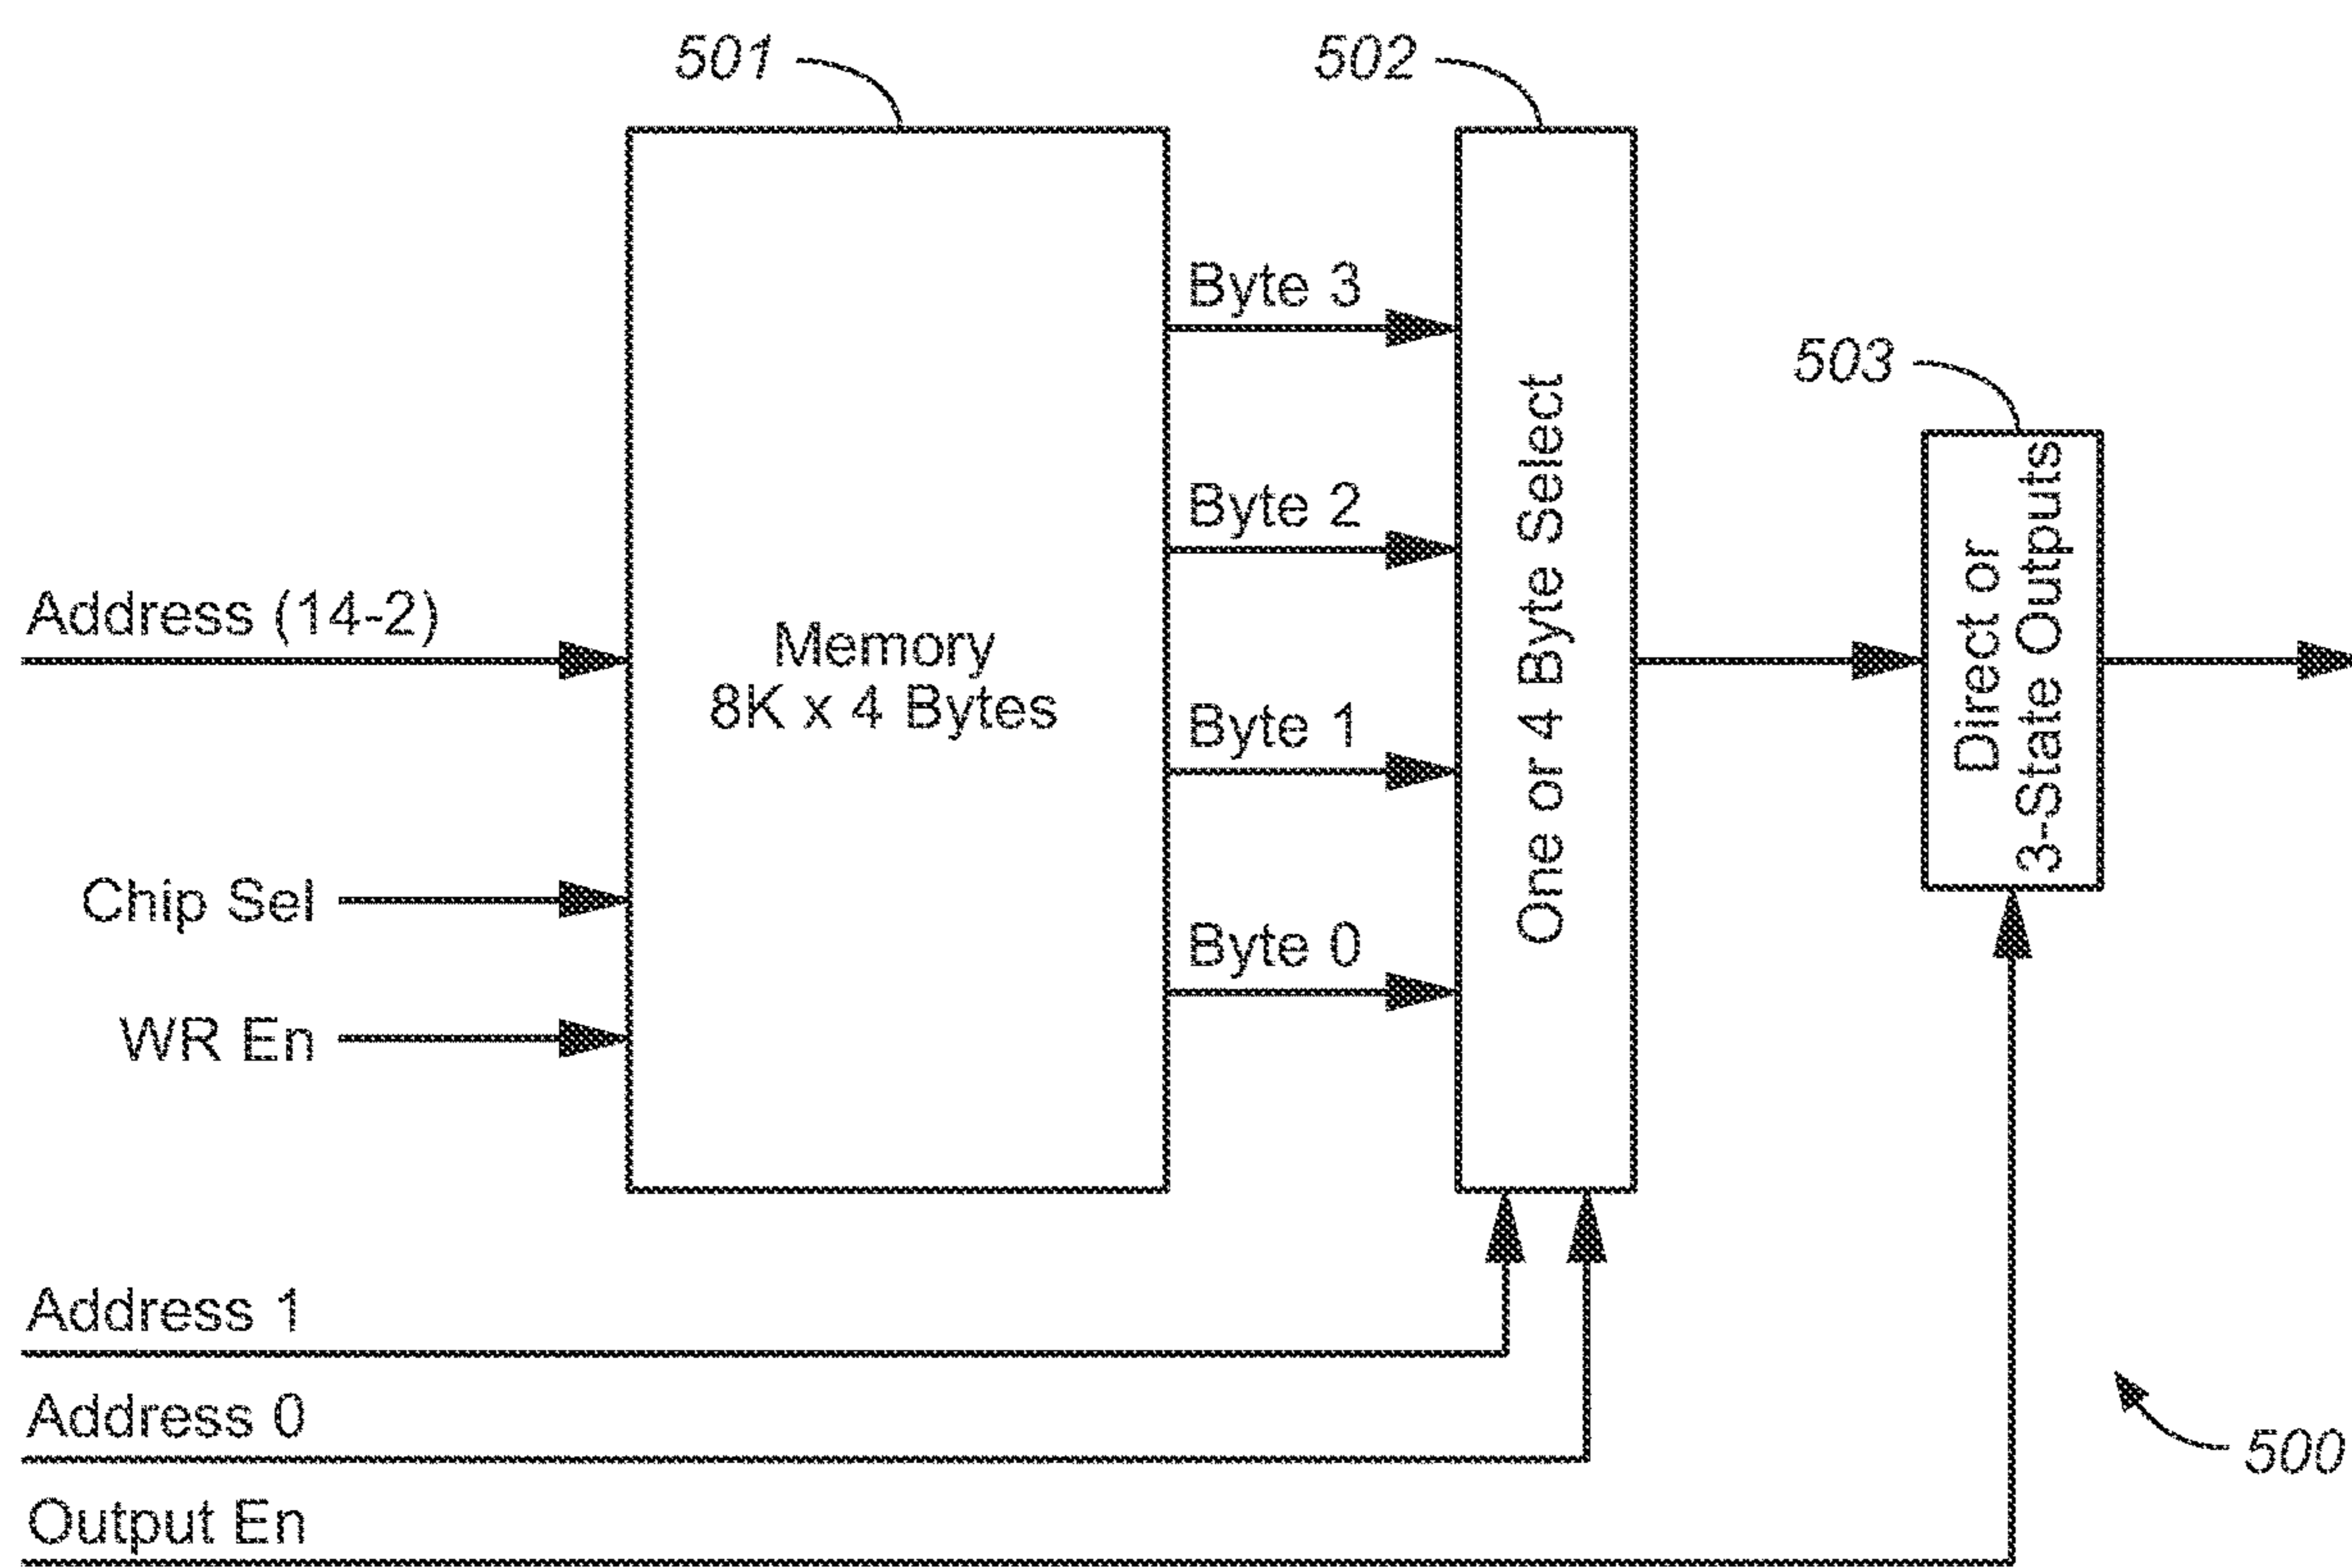 501
502
Byte 3
503
Byte 2
Address (14-2)
Memory
8K x 4 Bytes
One or 4 Byte Select
Direct or
3-State Outputs
Byte 1
Chip Sel
Byte 0
WR En
Address 1
Address 0
500
Output En